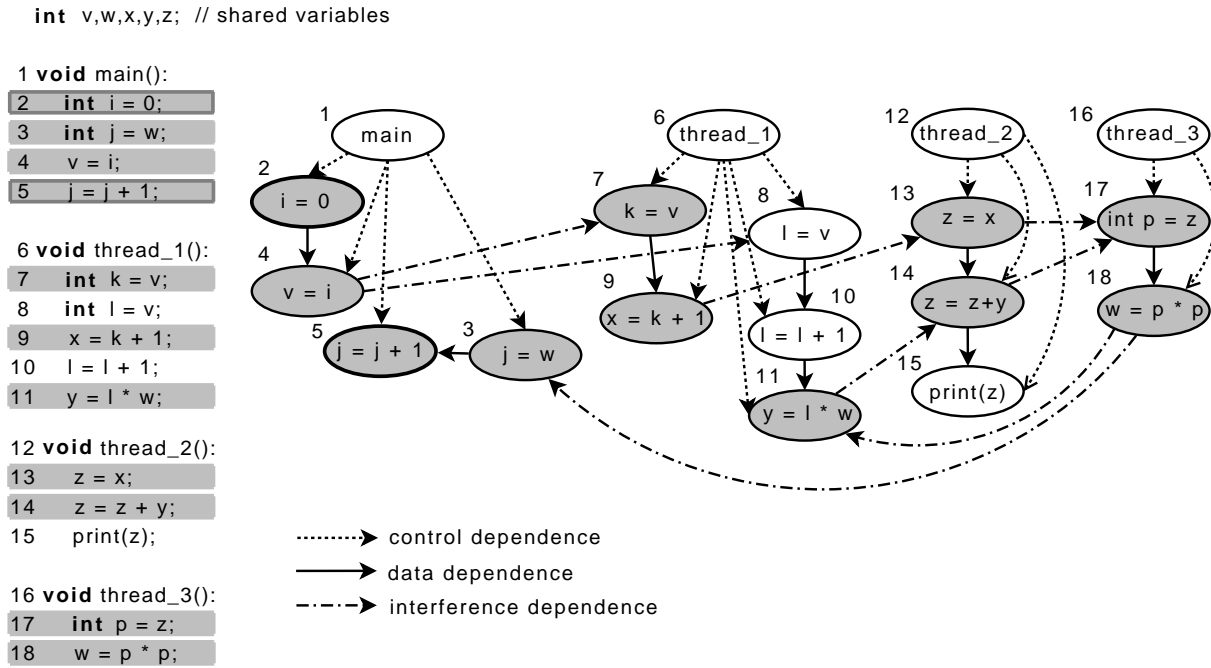 int v,w,x,y,z; // shared variables
1 void main():
2 int i = 0;
3 int j = w;
4 v = i;
5 j = j + 1;
6 void thread_1():
7 int k = v;
8 int l = v;
9 x = k + 1;
10 l = l + 1;
11 y = l * w;
12 void thread_2():
13 z = x;
14 z = z + y;
15 print(z);
16 void thread_3():
17 int p = z;
18 w = p * p;
1 main
2 i = 0
4 v = i
5 j = j + 1
3 j = w
6 thread_1
7 k = v
8 l = v
9 x = k + 1
10 l = l + 1
11 y = l * w
12 thread_2
13 z = x
14 z = z+y
15 print(z)
16 thread_3
17 int p = z
18 w = p * p
control dependence
data dependence
interference dependence